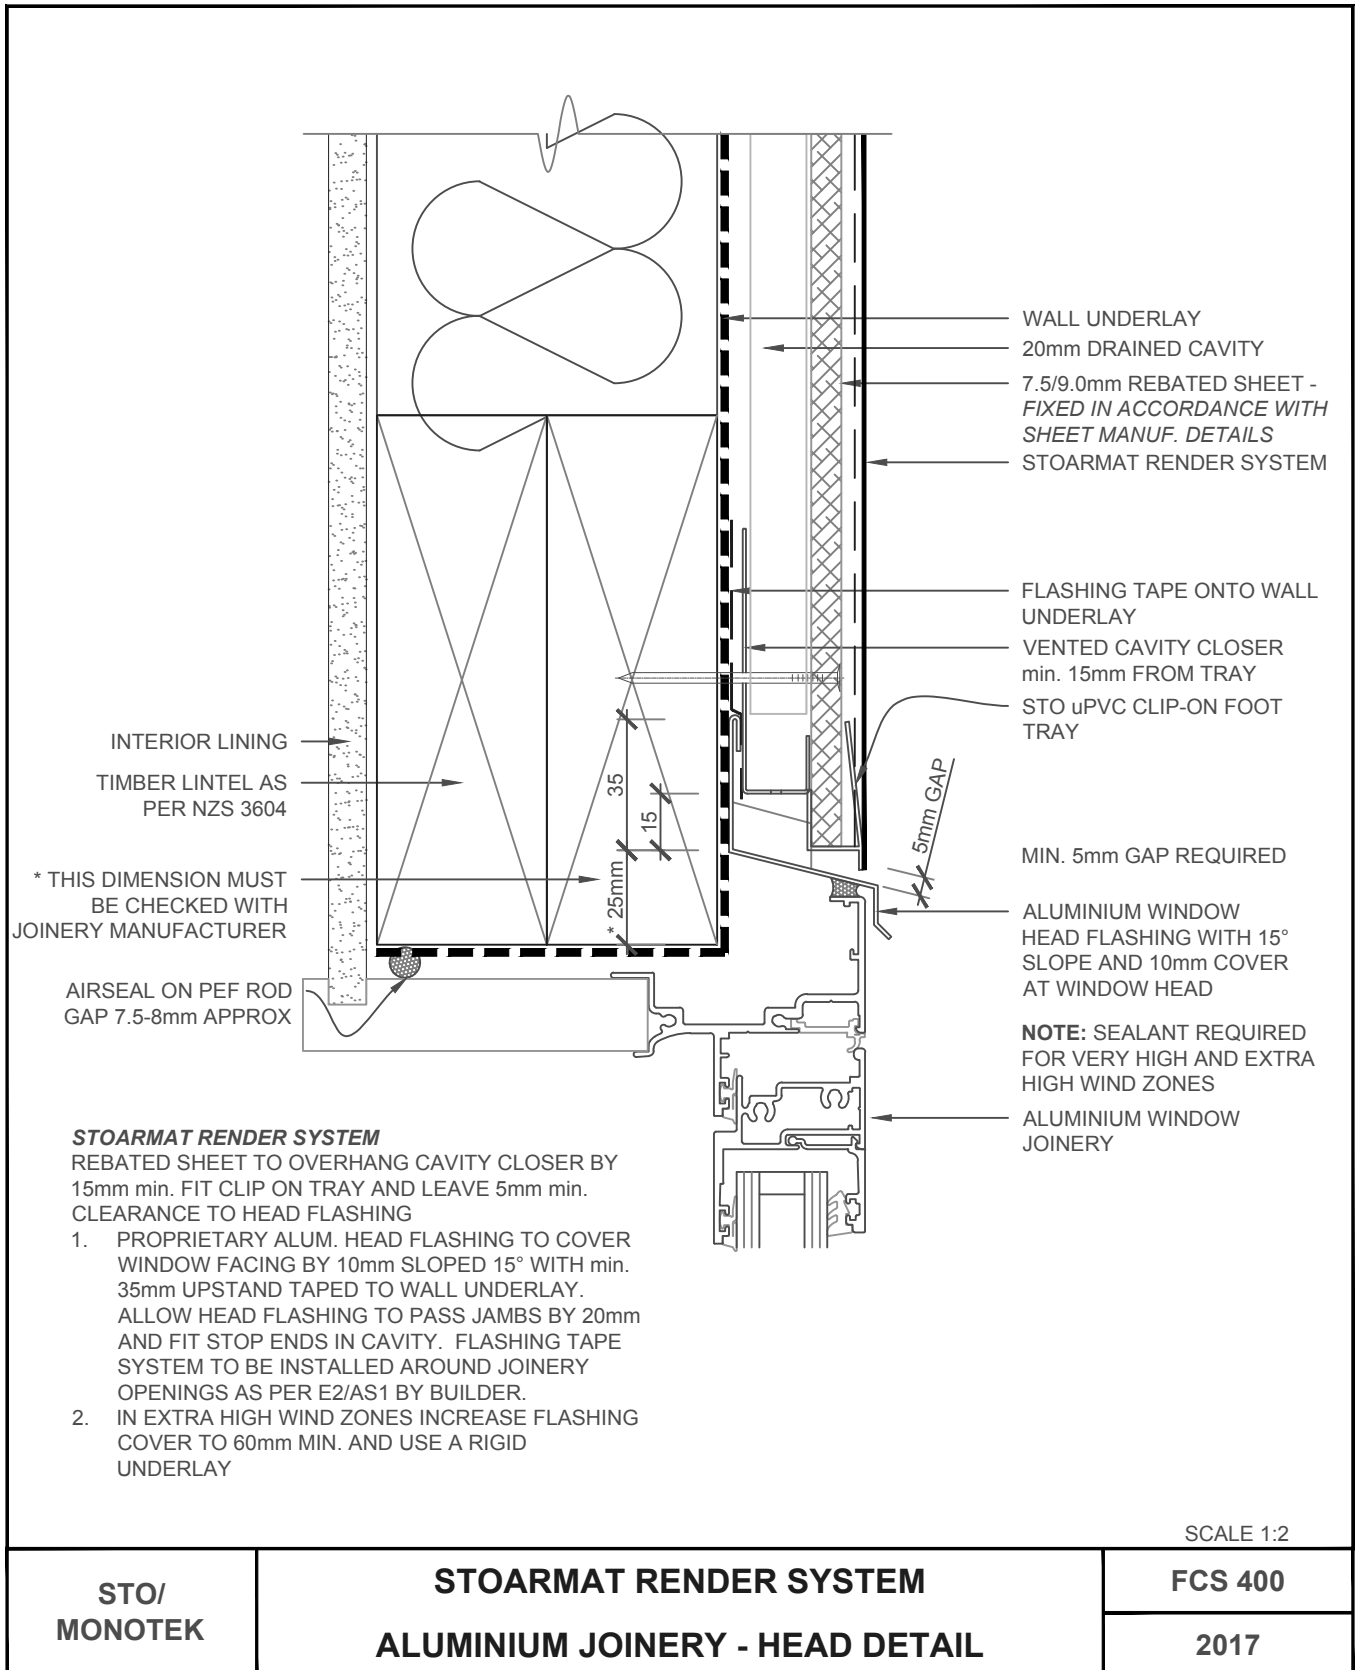 WALL UNDERLAY
20mm DRAINED CAVITY
7.5/9.0mm REBATED SHEET -
FIXED IN ACCORDANCE WITH
SHEET MANUF. DETAILS
STOARMAT RENDER SYSTEM
FLASHING TAPE ONTO WALL
UNDERLAY
VENTED CAVITY CLOSER
min. 15mm FROM TRAY
STO uPVC CLIP-ON FOOT
TRAY
5mm GAP
MIN. 5mm GAP REQUIRED
ALUMINIUM WINDOW
HEAD FLASHING WITH 15°
SLOPE AND 10mm COVER
AT WINDOW HEAD
NOTE: SEALANT REQUIRED
FOR VERY HIGH AND EXTRA
HIGH WIND ZONES
ALUMINIUM WINDOW
JOINERY
INTERIOR LINING
TIMBER LINTEL AS
PER NZS 3604
* THIS DIMENSION MUST
BE CHECKED WITH
JOINERY MANUFACTURER
AIRSEAL ON PEF ROD
GAP 7.5-8mm APPROX
35
15
* 25mm
STOARMAT RENDER SYSTEM
REBATED SHEET TO OVERHANG CAVITY CLOSER BY
15mm min. FIT CLIP ON TRAY AND LEAVE 5mm min.
CLEARANCE TO HEAD FLASHING
1. PROPRIETARY ALUM. HEAD FLASHING TO COVER
WINDOW FACING BY 10mm SLOPED 15° WITH min.
35mm UPSTAND TAPED TO WALL UNDERLAY.
ALLOW HEAD FLASHING TO PASS JAMBS BY 20mm
AND FIT STOP ENDS IN CAVITY. FLASHING TAPE
SYSTEM TO BE INSTALLED AROUND JOINERY
OPENINGS AS PER E2/AS1 BY BUILDER.
2. IN EXTRA HIGH WIND ZONES INCREASE FLASHING
COVER TO 60mm MIN. AND USE A RIGID
UNDERLAY
SCALE 1:2
STO/
MONOTEK
STOARMAT RENDER SYSTEM
ALUMINIUM JOINERY - HEAD DETAIL
FCS 400
2017